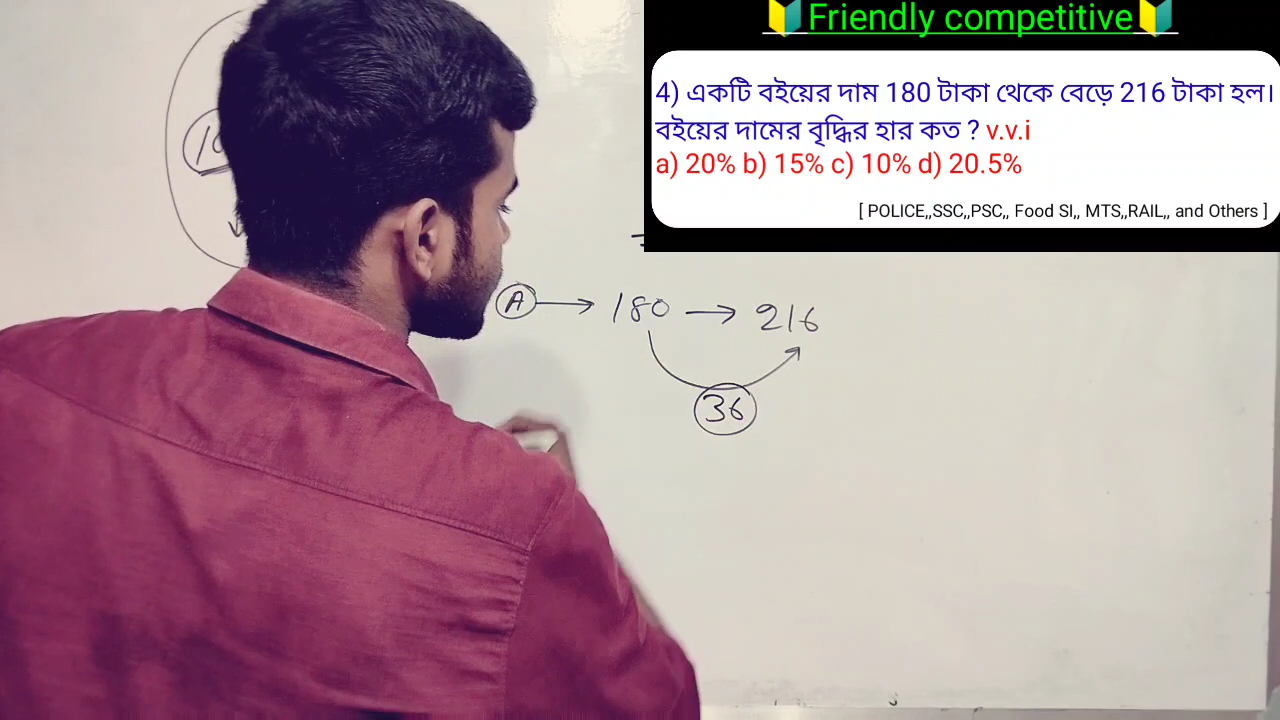 🔰Friendly competitive🔰
4) একটি বইয়ের দাম 180 টাকা থেকে বেড়ে 216 টাকা হল।
বইয়ের দামের বৃদ্ধির হার কত ? v.v.i
a) 20% b) 15% c) 10% d) 20.5%
[ POLICE,,SSC,,PSC,, Food SI,, MTS,,RAIL,, and Others ]
A → 180 → 216
36